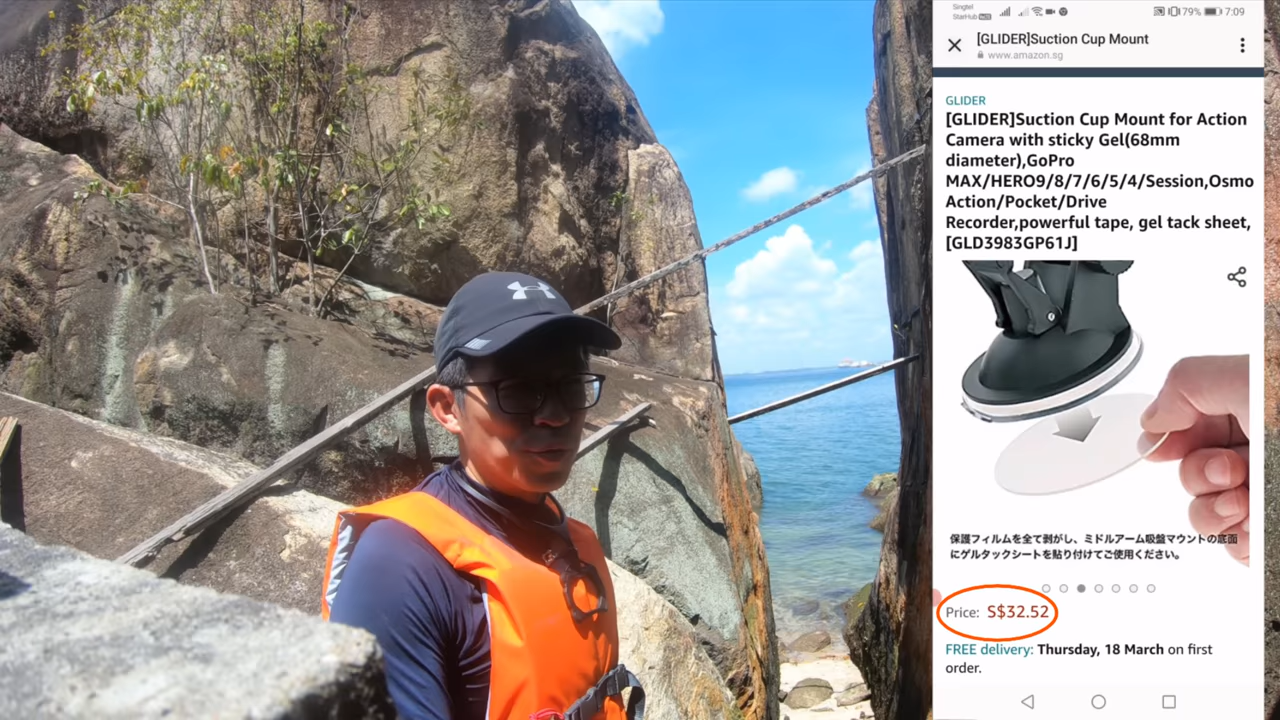 Singtel
StarHub
79%
7:09
[GLIDER]Suction Cup Mount
www.amazon.sg
GLIDER
[GLIDER]Suction Cup Mount for Action
Camera with sticky Gel(68mm
diameter),GoPro
MAX/HERO9/8/7/6/5/4/Session,Osmo
Action/Pocket/Drive
Recorder,powerful tape, gel tack sheet,
[GLD3983GP61J]
保護フィルムを全て剥がし、ミドルアーム吸盤マウントの底面
にゲルタックシートを貼り付けてご使用ください。
Price: S$32.52
FREE delivery: Thursday, 18 March on first
order.